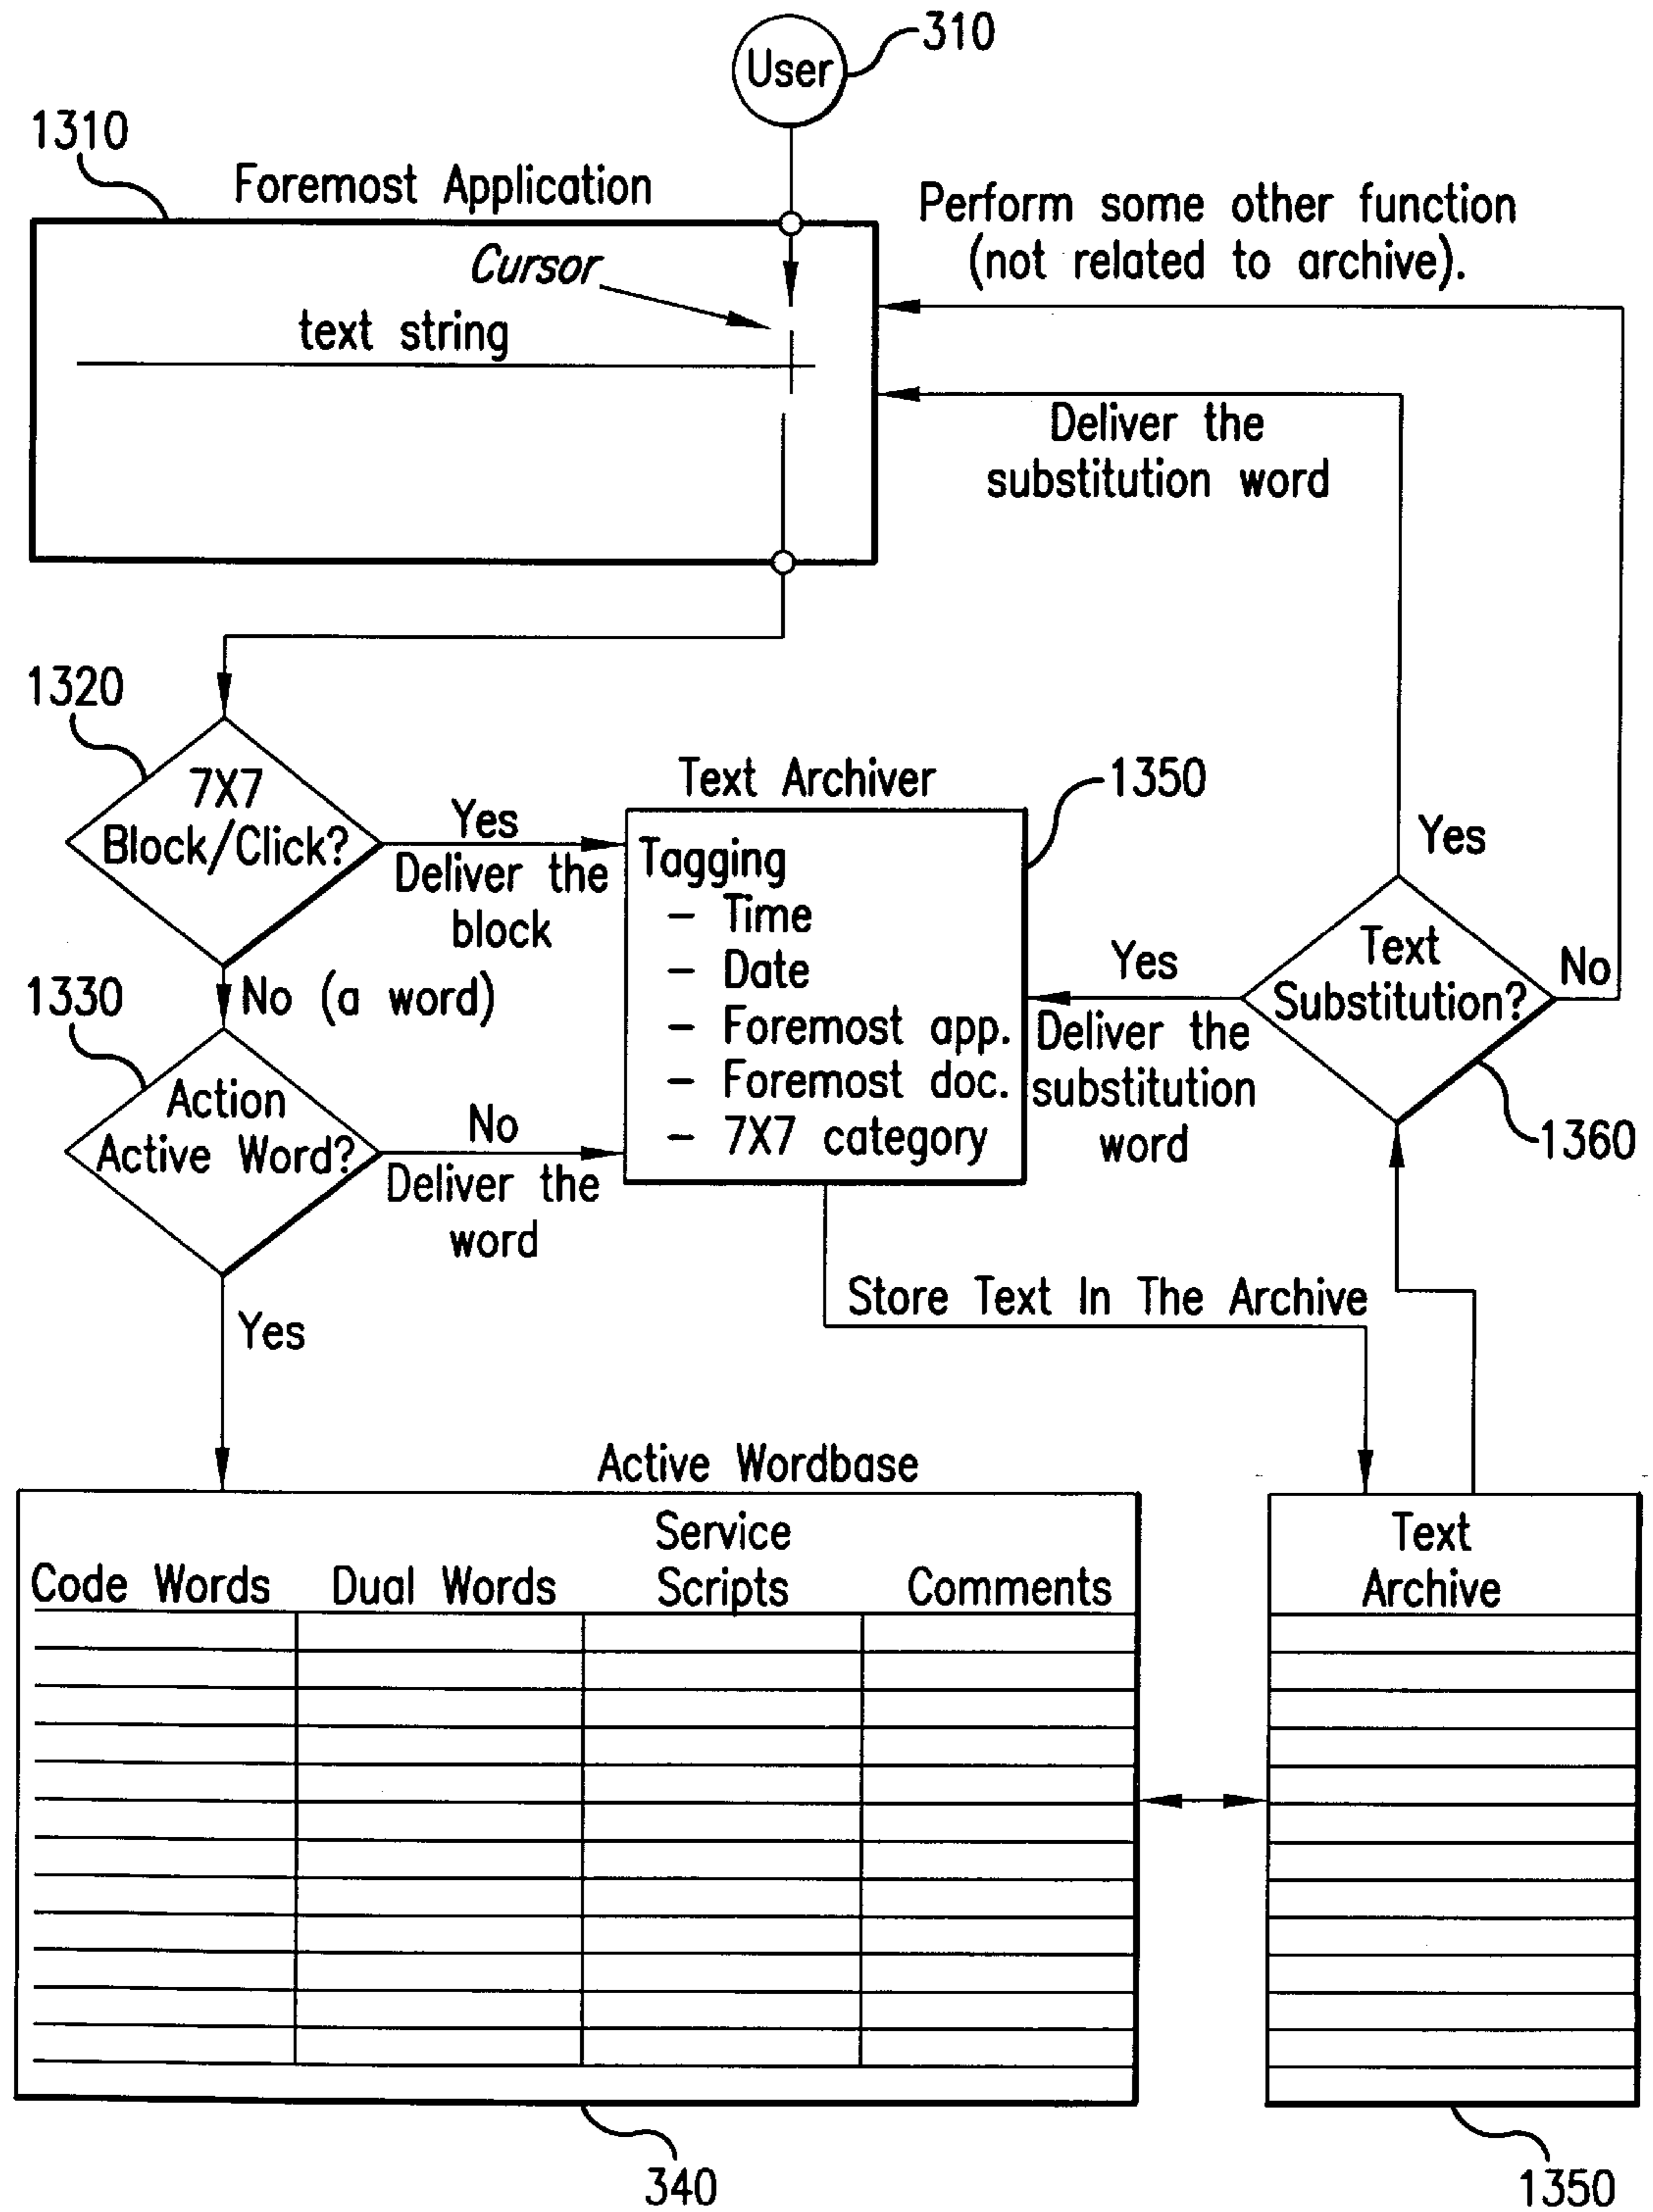 User
310
1310
Foremost Application
Cursor
text string
Perform some other function
(not related to archive).
Deliver the
substitution word
1320
7X7
Block/Click?
Yes
Deliver the
block
Text Archiver
1350
Tagging
– Time
– Date
– Foremost app.
– Foremost doc.
– 7X7 category
Yes
Deliver the
substitution
word
Yes
Text
Substitution?
No
1360
1330
No (a word)
Action
Active Word?
No
Deliver the
word
Yes
Store Text In The Archive
Active Wordbase
Code Words
Dual Words
Service
Scripts
Comments
Text
Archive
340
1350